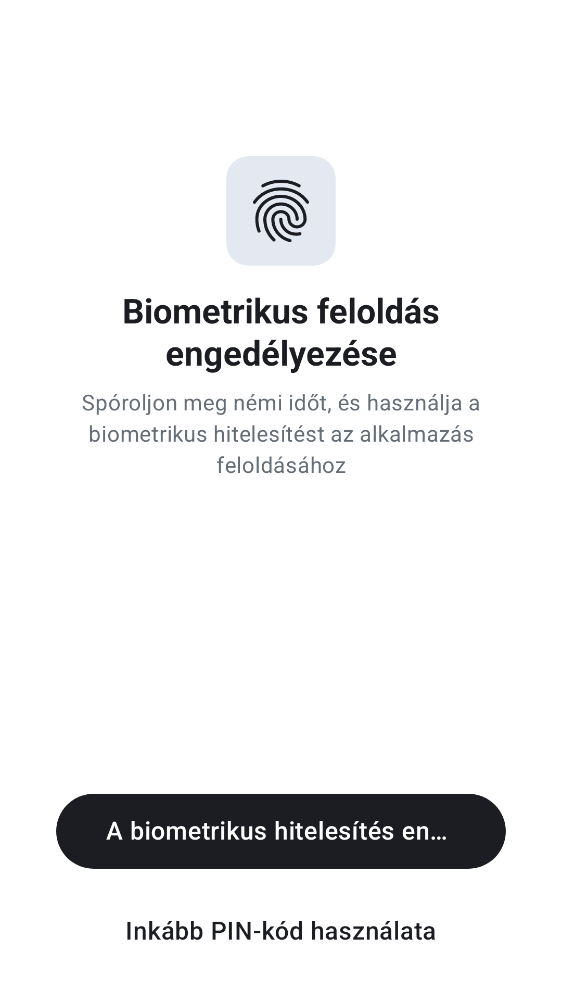 Biometrikus feloldás
engedélyezése
Spóroljon meg némi időt, és használja a
biometrikus hitelesítést az alkalmazás
feloldásához
A biometrikus hitelesítés en…
Inkább PIN-kód használata